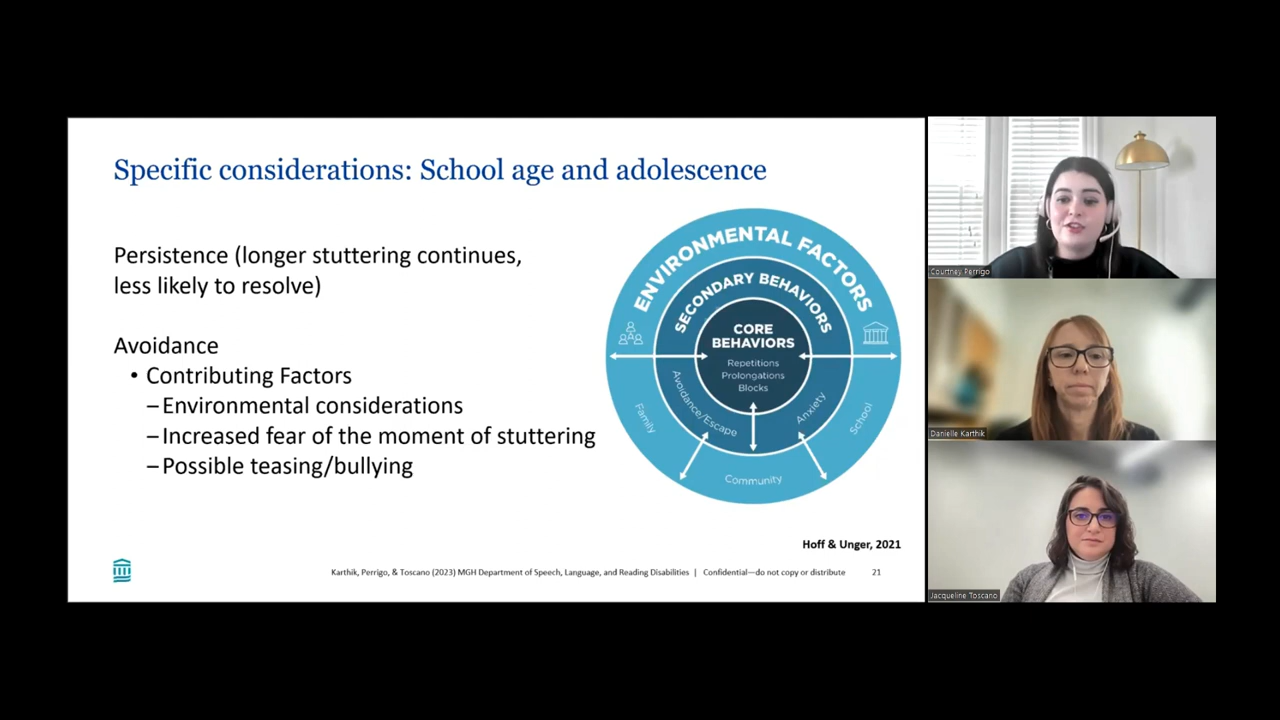 Specific considerations: School age and adolescence
Persistence (longer stuttering continues,
less likely to resolve)
Avoidance
• Contributing Factors
– Environmental considerations
– Increased fear of the moment of stuttering
– Possible teasing/bullying
ENVIRONMENTAL FACTORS
SECONDARY BEHAVIORS
CORE
BEHAVIORS
Repetitions
Prolongations
Blocks
Avoidance/Escape
Anxiety
Family
School
Community
Hoff & Unger, 2021
Karthik, Perrigo, & Toscano (2023) MGH Department of Speech, Language, and Reading Disabilities | Confidential—do not copy or distribute 21
Courtney Perrigo
Danielle Karthik
Jacqueline Toscano